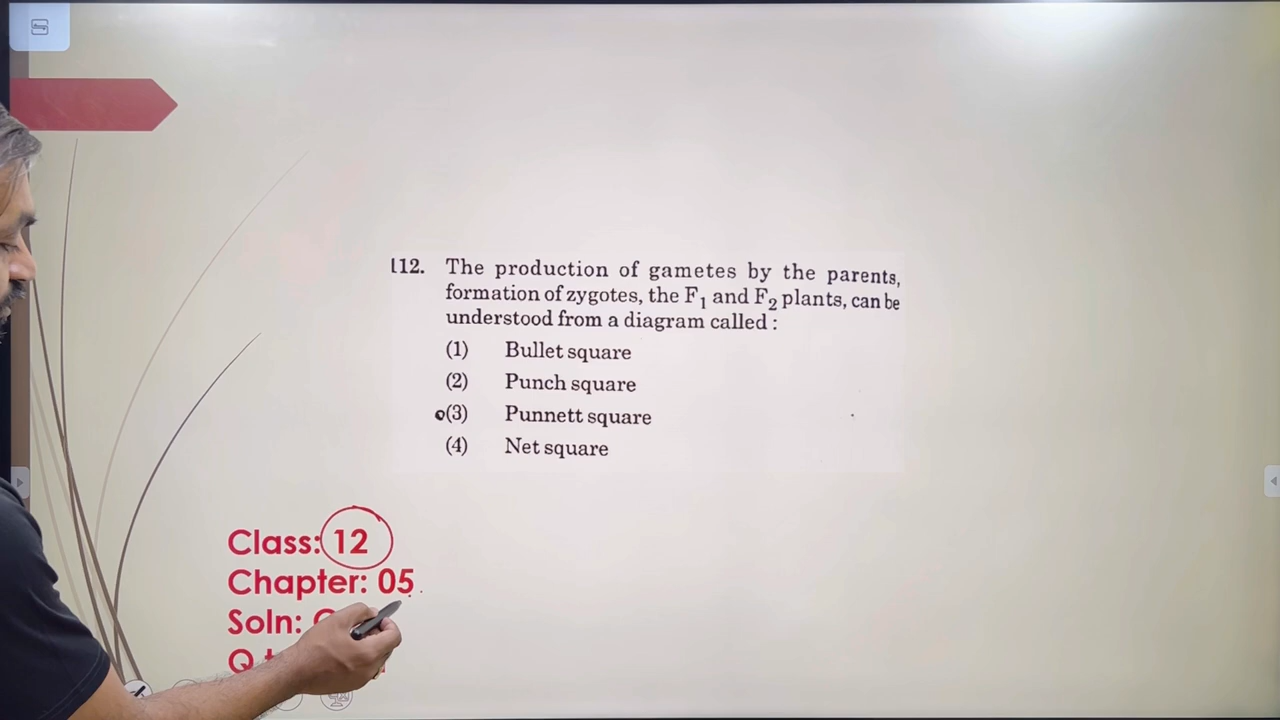 112. The production of gametes by the parents,
formation of zygotes, the F₁ and F₂ plants, can be
understood from a diagram called :
(1) Bullet square
(2) Punch square
(3) Punnett square
(4) Net square
Class: 12
Chapter: 05
Soln:
Q